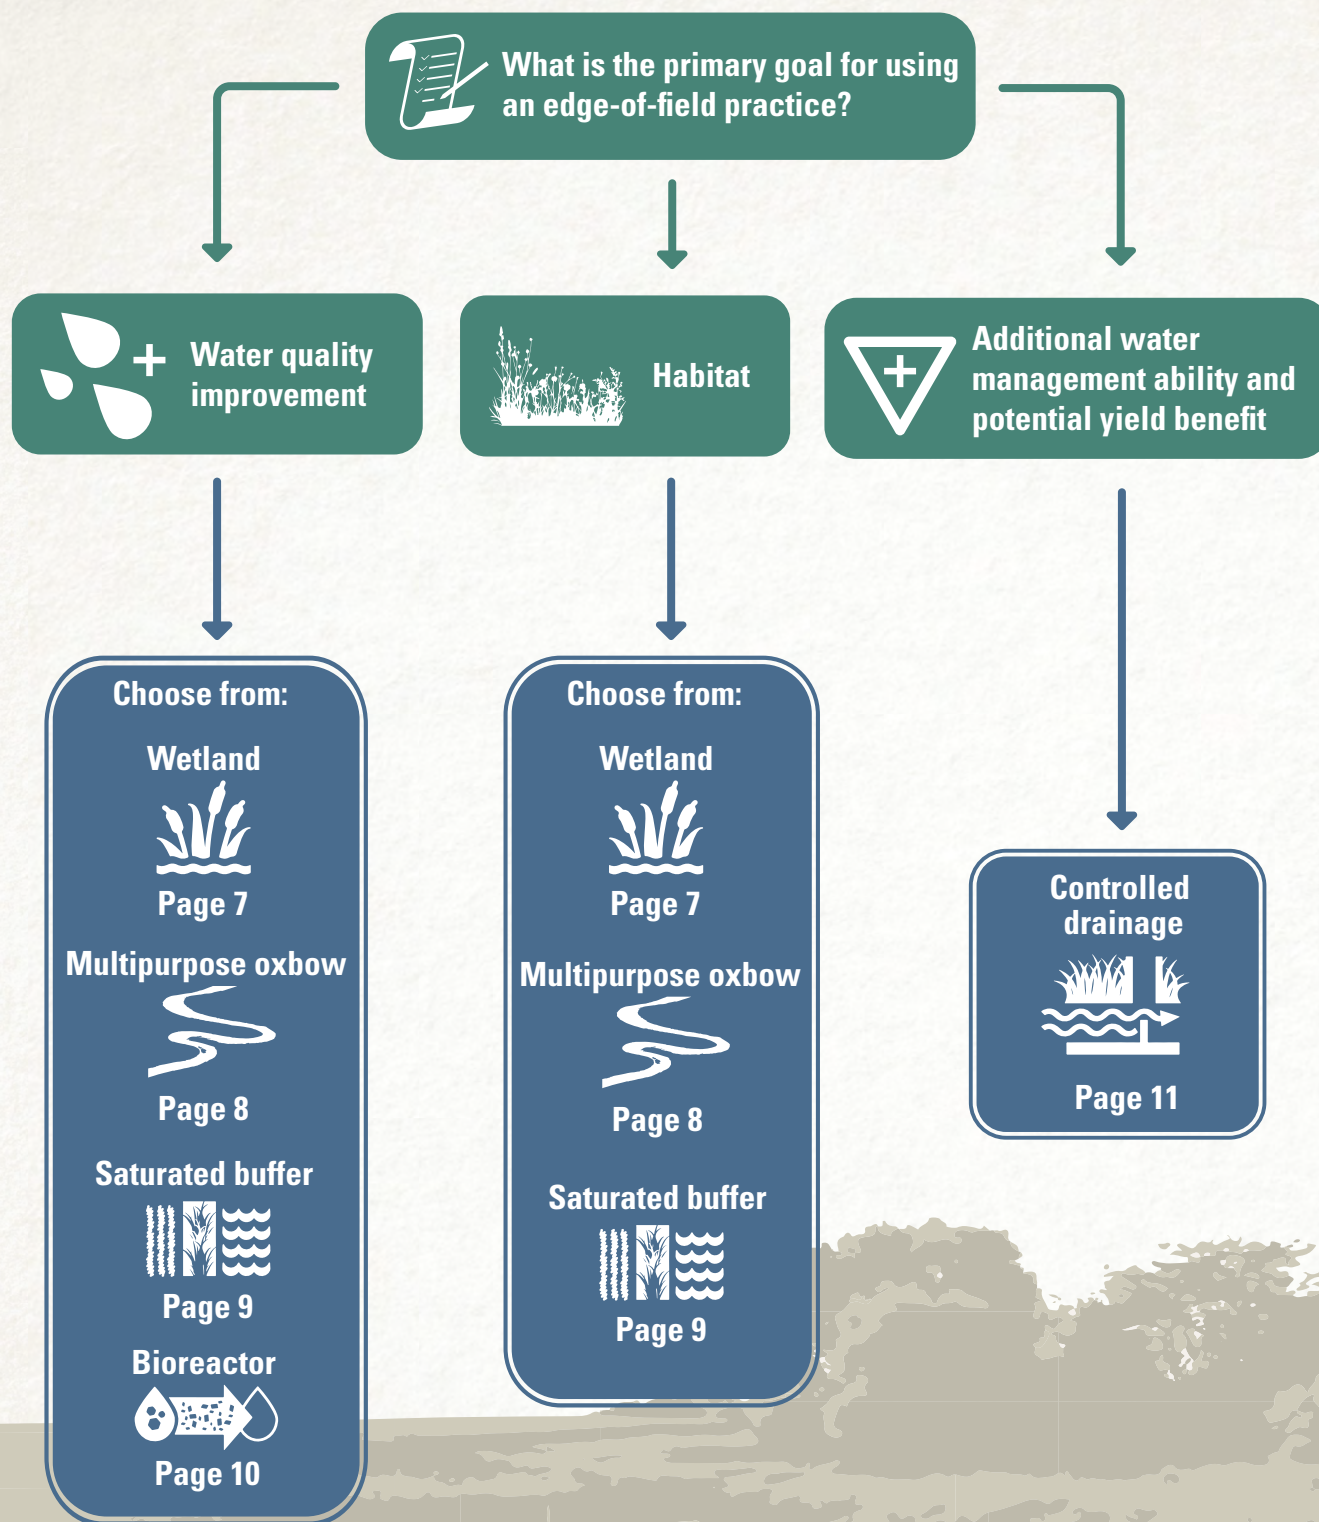 What is the primary goal for using
an edge-of-field practice?
Water quality
improvement
Habitat
Additional water
management ability and
potential yield benefit
Choose from:
Wetland
Page 7
Multipurpose oxbow
Page 8
Saturated buffer
Page 9
Bioreactor
Page 10
Choose from:
Wetland
Page 7
Multipurpose oxbow
Page 8
Saturated buffer
Page 9
Controlled
drainage
Page 11